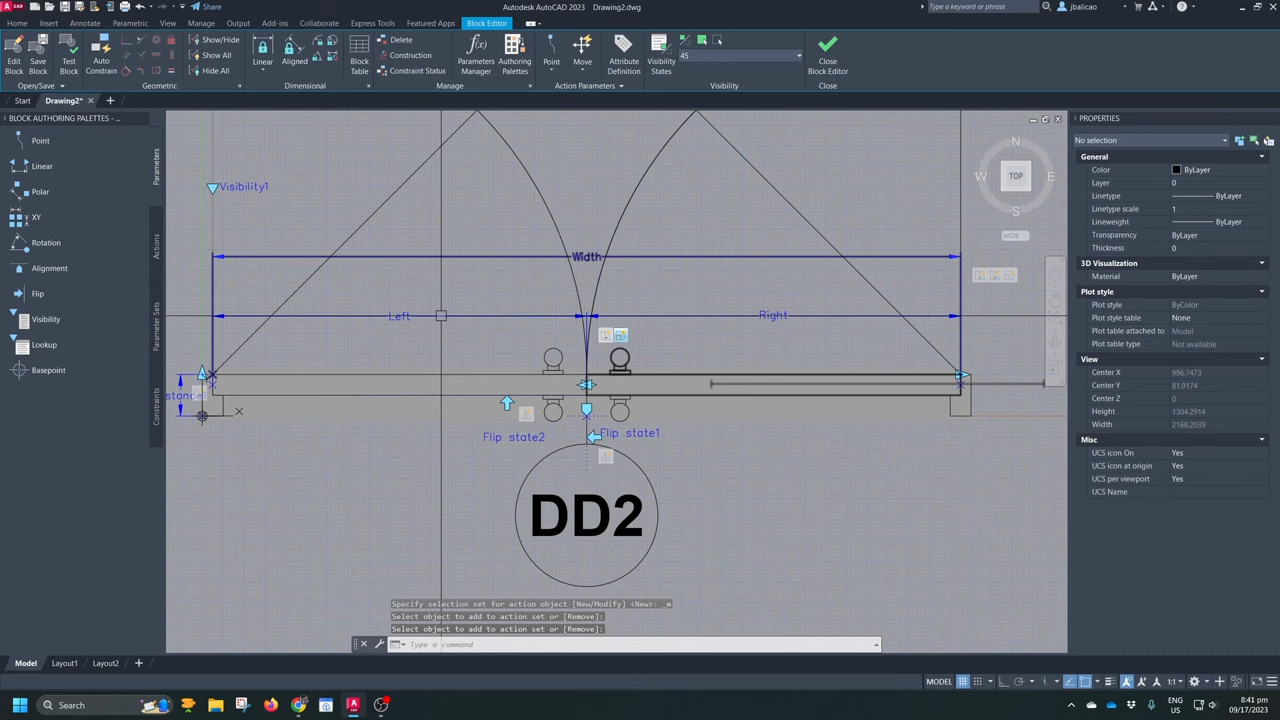 CAD
Share
Autodesk AutoCAD 2023 Drawing2.dwg
Type a keyword or phrase
jbalicao
Home Insert Annotate Parametric View Manage Output Add-ins Collaborate Express Tools Featured Apps Block Editor
Edit Block
Save Block
Test Block
Auto Constrain
Show/Hide
Show All
Hide All
Linear
Aligned
Block Table
Delete
Construction
Constraint Status
Parameters Manager
Authoring Palettes
Point
Move
Attribute Definition
Visibility States
45
Close Block Editor
Open/Save
Geometric
Dimensional
Manage
Action Parameters
Visibility
Close
Start
Drawing2*
BLOCK AUTHORING PALETTES - ...
Point
Linear
Polar
XY
Rotation
Alignment
Flip
Visibility
Lookup
Basepoint
Parameters
Actions
Parameter Sets
Constraints
Visibility1
Width
Left
Right
Flip state2
Flip state1
DD2
N
W
TOP
E
S
WCS
Specify selection set for action object [New/Modify] <New>: _m
Select object to add to action set or [Remove]:
Select object to add to action set or [Remove]:
Type a command
PROPERTIES
No selection
General
Color ByLayer
Layer 0
Linetype ByLayer
Linetype scale 1
Lineweight ByLayer
Transparency ByLayer
Thickness 0
3D Visualization
Material ByLayer
Plot style
Plot style ByColor
Plot style table None
Plot table attached to Model
Plot table type Not available
View
Center X 996.7473
Center Y 81.9174
Center Z 0
Height 1304.2914
Width 2168.2039
Misc
UCS icon On Yes
UCS icon at origin Yes
UCS per viewport Yes
UCS Name
Model Layout1 Layout2
MODEL
1:1
Search
ENG
US
8:41 pm
09/17/2023